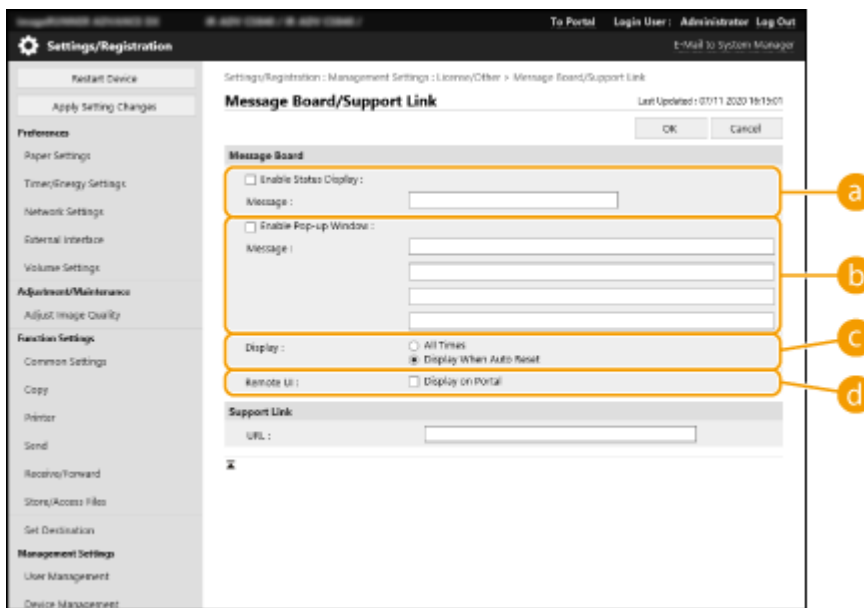 To Portal Login User : Administrator Log Out
Settings/Registration
E-Mail to System Manager
Restart Device
Apply Setting Changes
Preferences
Paper Settings
Timer/Energy Settings
Network Settings
External Interface
Volume Settings
Adjustment/Maintenance
Adjust Image Quality
Function Settings
Common Settings
Copy
Printer
Send
Receive/Forward
Store/Access Files
Set Destination
Management Settings
User Management
Device Management
Settings/Registration : Management Settings : License/Other > Message Board/Support Link
Message Board/Support Link
Last Updated : 07/11 2020 16:15:01
OK Cancel
Message Board
Enable Status Display :
Message :
a
Enable Pop-up Window :
Message :
b
Display :
All Times
Display When Auto Reset
c
Remote UI :
Display on Portal
d
Support Link
URL :